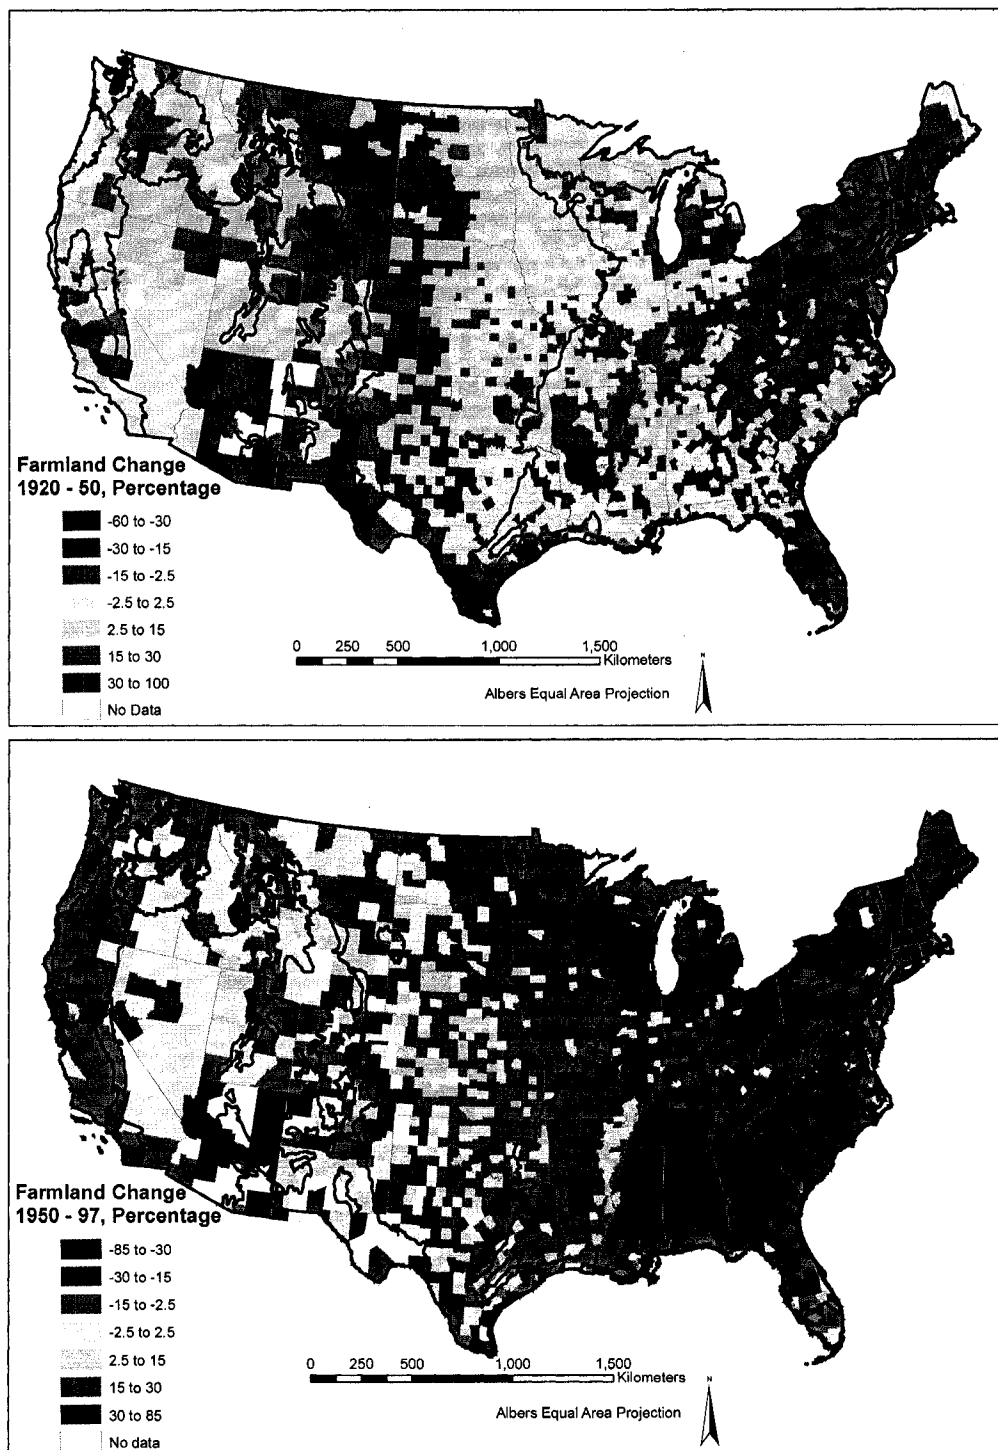 Farmland Change
1920 - 50, Percentage
-60 to -30
-30 to -15
-15 to -2.5
-2.5 to 2.5
2.5 to 15
15 to 30
30 to 100
No Data
0 250 500 1,000 1,500
Kilometers
Albers Equal Area Projection
N
Farmland Change
1950 - 97, Percentage
-85 to -30
-30 to -15
-15 to -2.5
-2.5 to 2.5
2.5 to 15
15 to 30
30 to 85
No data
0 250 500 1,000 1,500
Kilometers
Albers Equal Area Projection
N